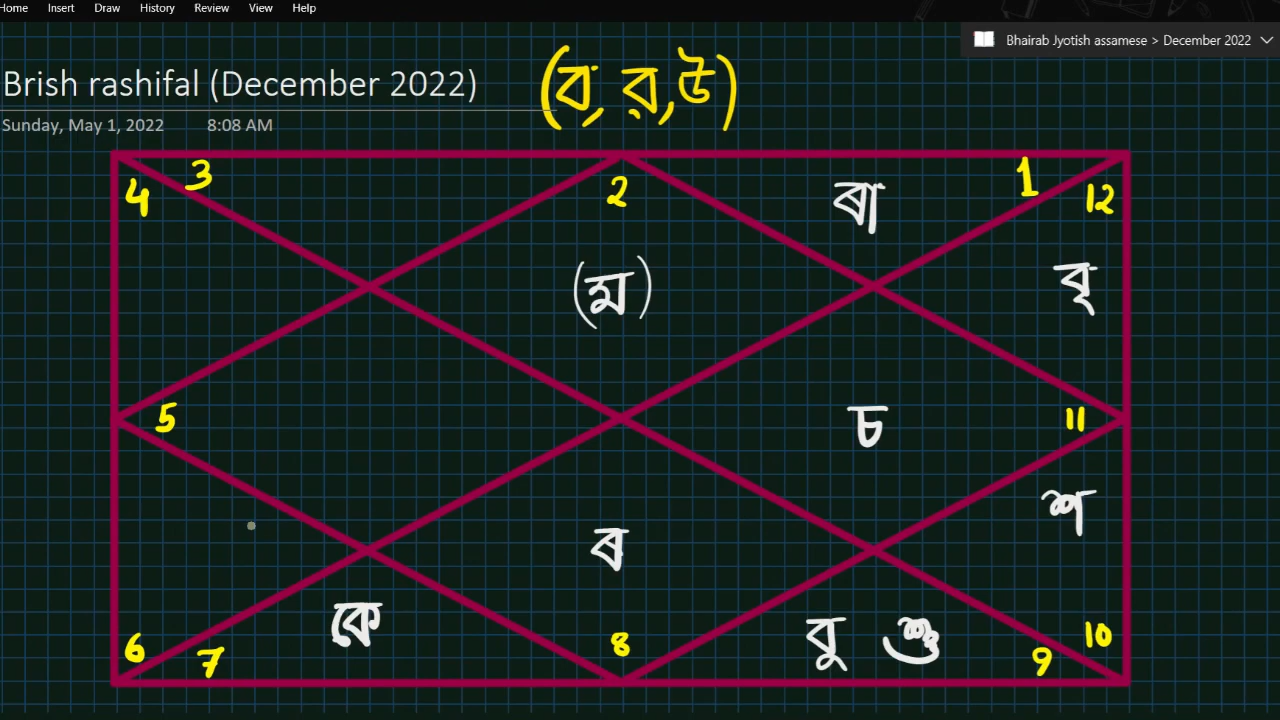 Home Insert Draw History Review View Help
Bhairab Jyotish assamese > December 2022
Brish rashifal (December 2022) (ব, র, উ)
Sunday, May 1, 2022 8:08 AM
3 1
4 2 ৰা 12
(ম) বৃ
5 চ 11
শ
ৰ
কে বু শু
6 7 8 9 10